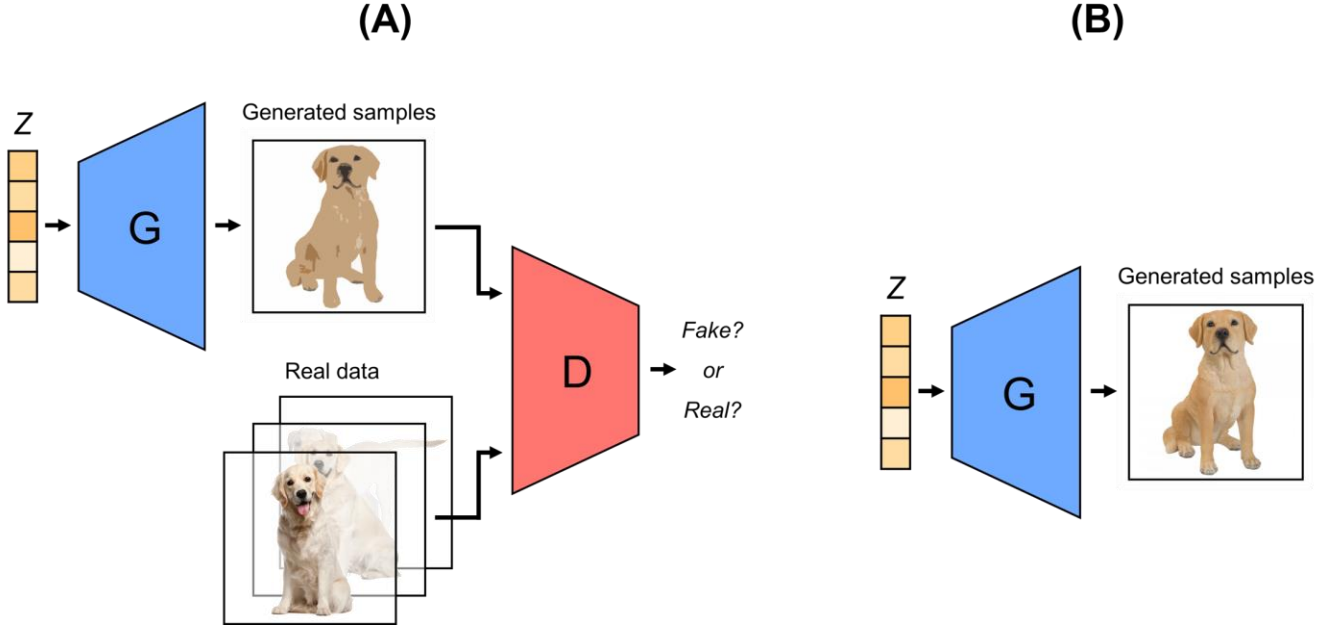 (A)
Z
G
Generated samples
Real data
D
Fake?
or
Real?
(B)
Z
G
Generated samples